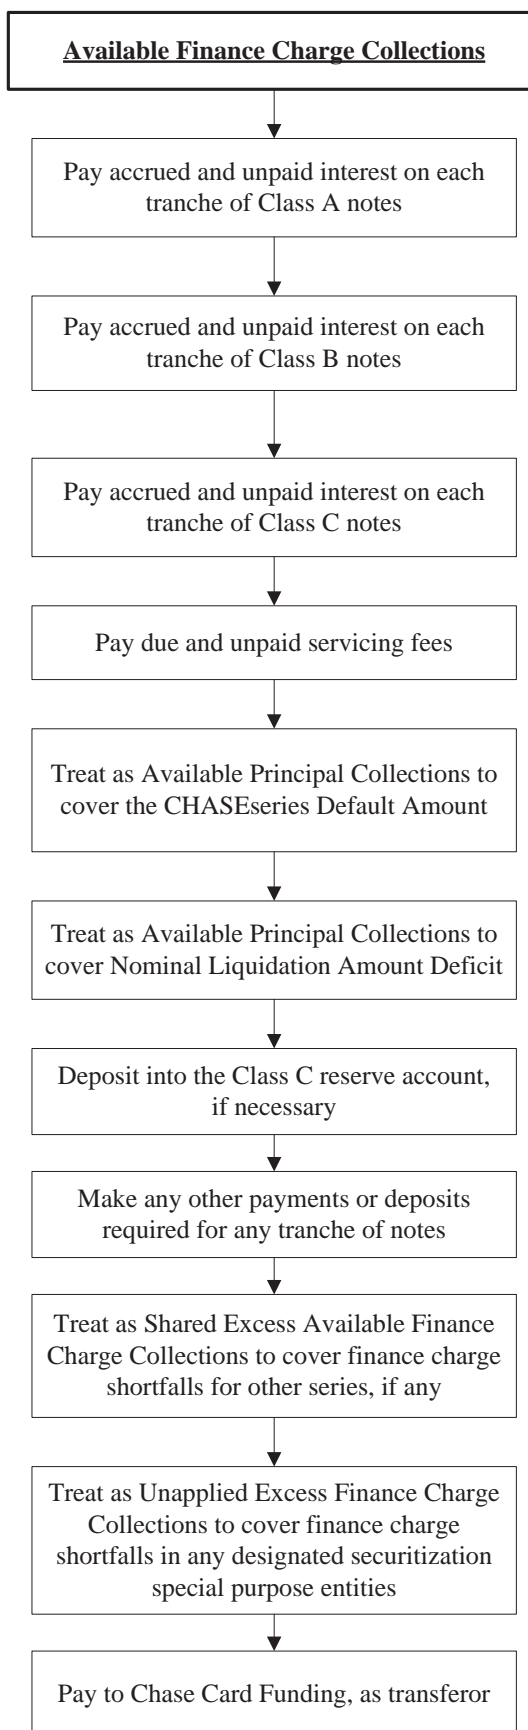 Available Finance Charge Collections
Pay accrued and unpaid interest on each
tranche of Class A notes
Pay accrued and unpaid interest on each
tranche of Class B notes
Pay accrued and unpaid interest on each
tranche of Class C notes
Pay due and unpaid servicing fees
Treat as Available Principal Collections to
cover the CHASEseries Default Amount
Treat as Available Principal Collections to
cover Nominal Liquidation Amount Deficit
Deposit into the Class C reserve account,
if necessary
Make any other payments or deposits
required for any tranche of notes
Treat as Shared Excess Available Finance
Charge Collections to cover finance charge
shortfalls for other series, if any
Treat as Unapplied Excess Finance Charge
Collections to cover finance charge
shortfalls in any designated securitization
special purpose entities
Pay to Chase Card Funding, as transferor